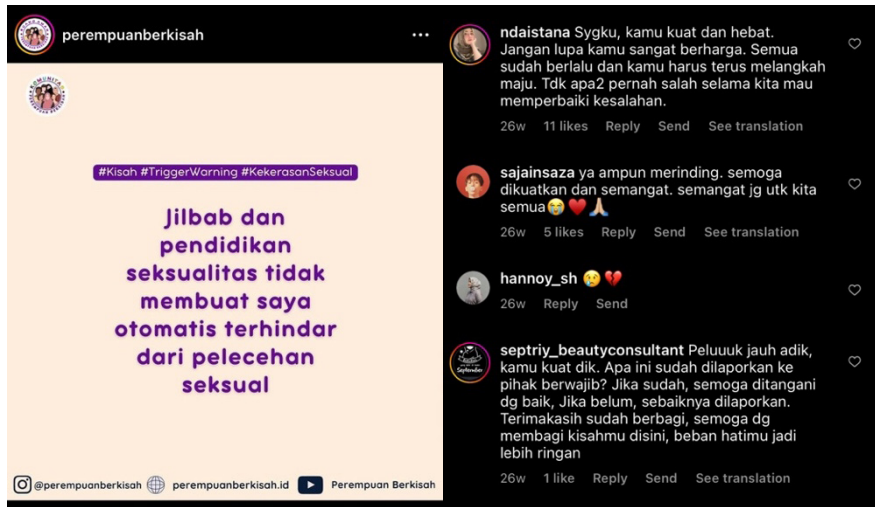 perempuanberkisah
KOMUNITAS
#Kisah #TriggerWarning #KekerasanSeksual
Jilbab dan
pendidikan
seksualitas tidak
membuat saya
otomatis terhindar
dari pelecehan
seksual
@perempuanberkisah perempuanberkisah.id Perempuan Berkisah
ndaistana Sygku, kamu kuat dan hebat.
Jangan lupa kamu sangat berharga. Semua
sudah berlalu dan kamu harus terus melangkah
maju. Tdk apa2 pernah salah selama kita mau
memperbaiki kesalahan.
26w 11 likes Reply Send See translation
sajainsaza ya ampun merinding. semoga
dikuatkan dan semangat. semangat jg utk kita
semua😭❤️🙏🏻
26w 5 likes Reply Send See translation
hannoy_sh 😢💔
26w Reply Send
September
septriy_beautyconsultant Peluuuk jauh adik,
kamu kuat dik. Apa ini sudah dilaporkan ke
pihak berwajib? Jika sudah, semoga ditangani
dg baik, Jika belum, sebaiknya dilaporkan.
Terimakasih sudah berbagi, semoga dg
membagi kisahmu disini, beban hatimu jadi
lebih ringan
26w 1 like Reply Send See translation